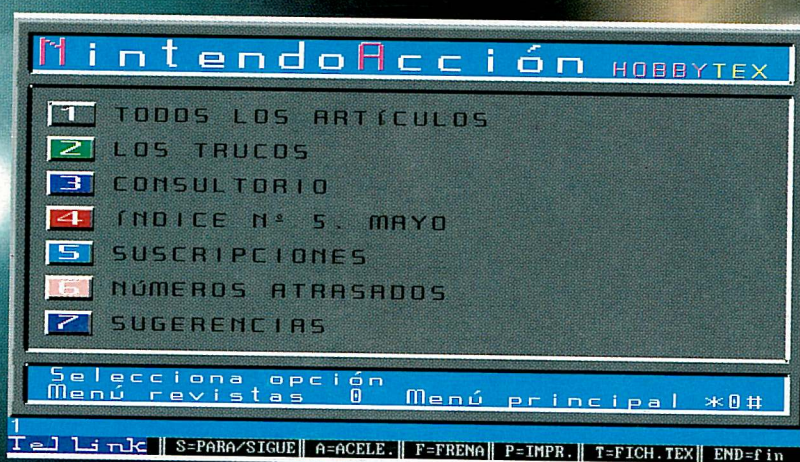 NintendoAcción HOBBYTEX
1 TODOS LOS ARTÍCULOS
2 LOS TRUCOS
3 CONSULTORIO
4 ÍNDICE Nº 5. MAYO
5 SUSCRIPCIONES
6 NÚMEROS ATRASADOS
7 SUGERENCIAS
Selecciona opción
Menú revistas 0 Menú principal *0#
1
TelLink S=PARA/SIGUE A=ACELE. F=FRENA P=IMPR. T=FICH.TEX END=fin